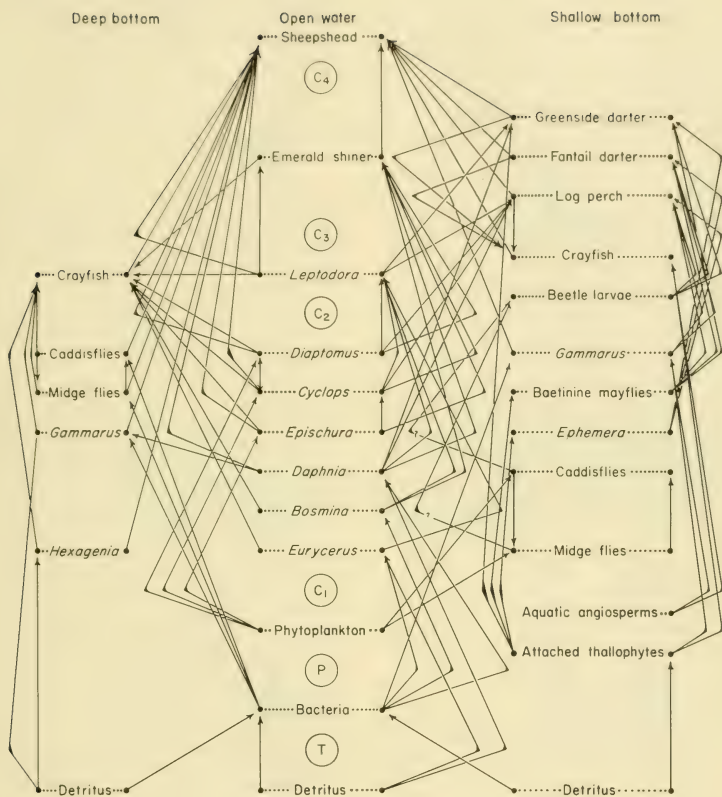 Deep bottom Open water Shallow bottom
Sheepshead
C4
Greenside darter
Emerald shiner Fantail darter
Log perch
C3
Crayfish
Crayfish Leptodora
Beetle larvae
C2
Caddisflies Diaptomus Gammarus
Midge flies Cyclops Baetinine mayflies
Gammarus Epischura Ephemera
Daphnia Caddisflies
?
Bosmina
?
Hexagenia Eurycerus Midge flies
C1
Aquatic angiosperms
Phytoplankton
Attached thallophytes
P
Bacteria
T
Detritus Detritus Detritus